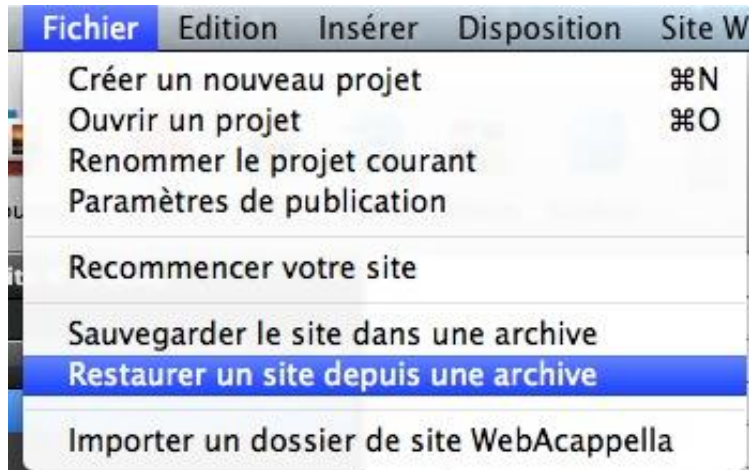 Fichier Edition Insérer Disposition Site W
Créer un nouveau projet ⌘N
Ouvrir un projet ⌘O
Renommer le projet courant
Paramètres de publication
Recommencer votre site
Sauvegarder le site dans une archive
Restaurer un site depuis une archive
Importer un dossier de site WebAcappella